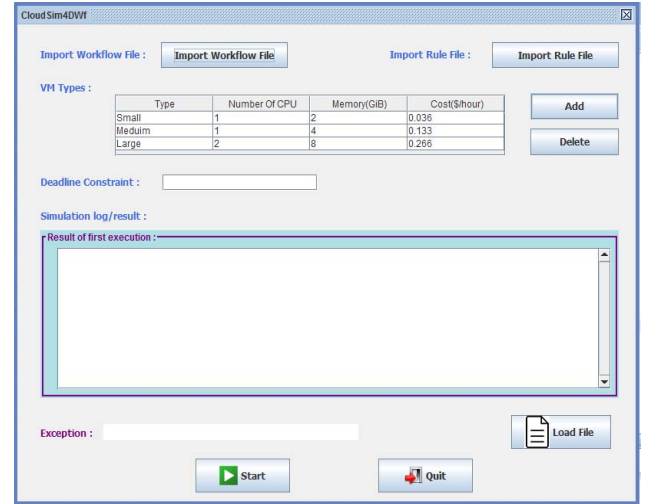 CloudSim4DWf
Import Workflow File : Import Workflow File Import Rule File : Import Rule File
VM Types :
Type Number Of CPU Memory(GiB) Cost($/hour)
Small 1 2 0.036
Meduim 1 4 0.133
Large 2 8 0.266
Add
Delete
Deadline Constraint :
Simulation log/result :
Result of first execution :
Exception :
Load File
Start Quit